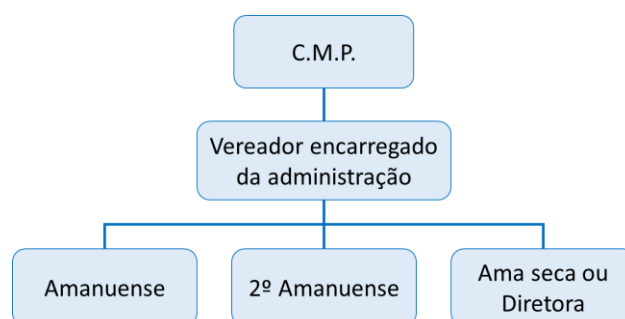 C.M.P.
Vereador encarregado
da administração
Amanuense
2º Amanuense
Ama seca ou
Diretora